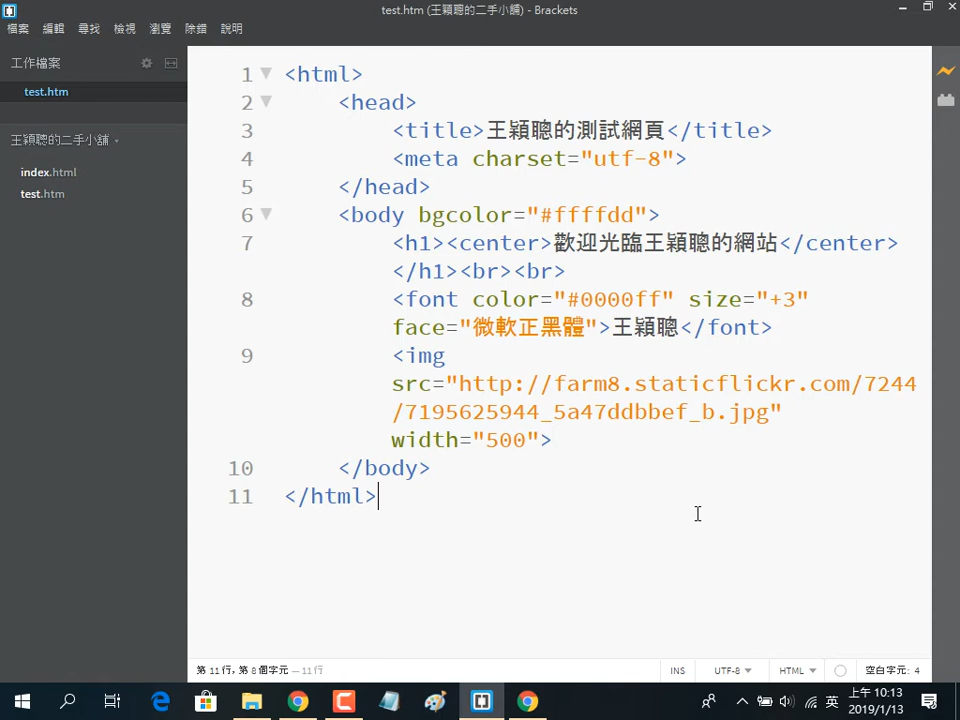 test.htm (王穎聰的二手小舖) - Brackets
檔案 編輯 尋找 檢視 瀏覽 除錯 說明
工作檔案
test.htm
王穎聰的二手小舖
index.html
test.htm
1 <html>
2 <head>
3 <title>王穎聰的測試網頁</title>
4 <meta charset="utf-8">
5 </head>
6 <body bgcolor="#ffffdd">
7 <h1><center>歡迎光臨王穎聰的網站</center>
</h1><br><br>
8 <font color="#0000ff" size="+3"
face="微軟正黑體">王穎聰</font>
9 <img
src="http://farm8.staticflickr.com/7244
/7195625944_5a47ddbbef_b.jpg"
width="500">
10 </body>
11 </html>
第 11 行, 第 8 個字元 — 11 行 INS UTF-8 HTML 空白字元: 4
英 上午 10:13
2019/1/13